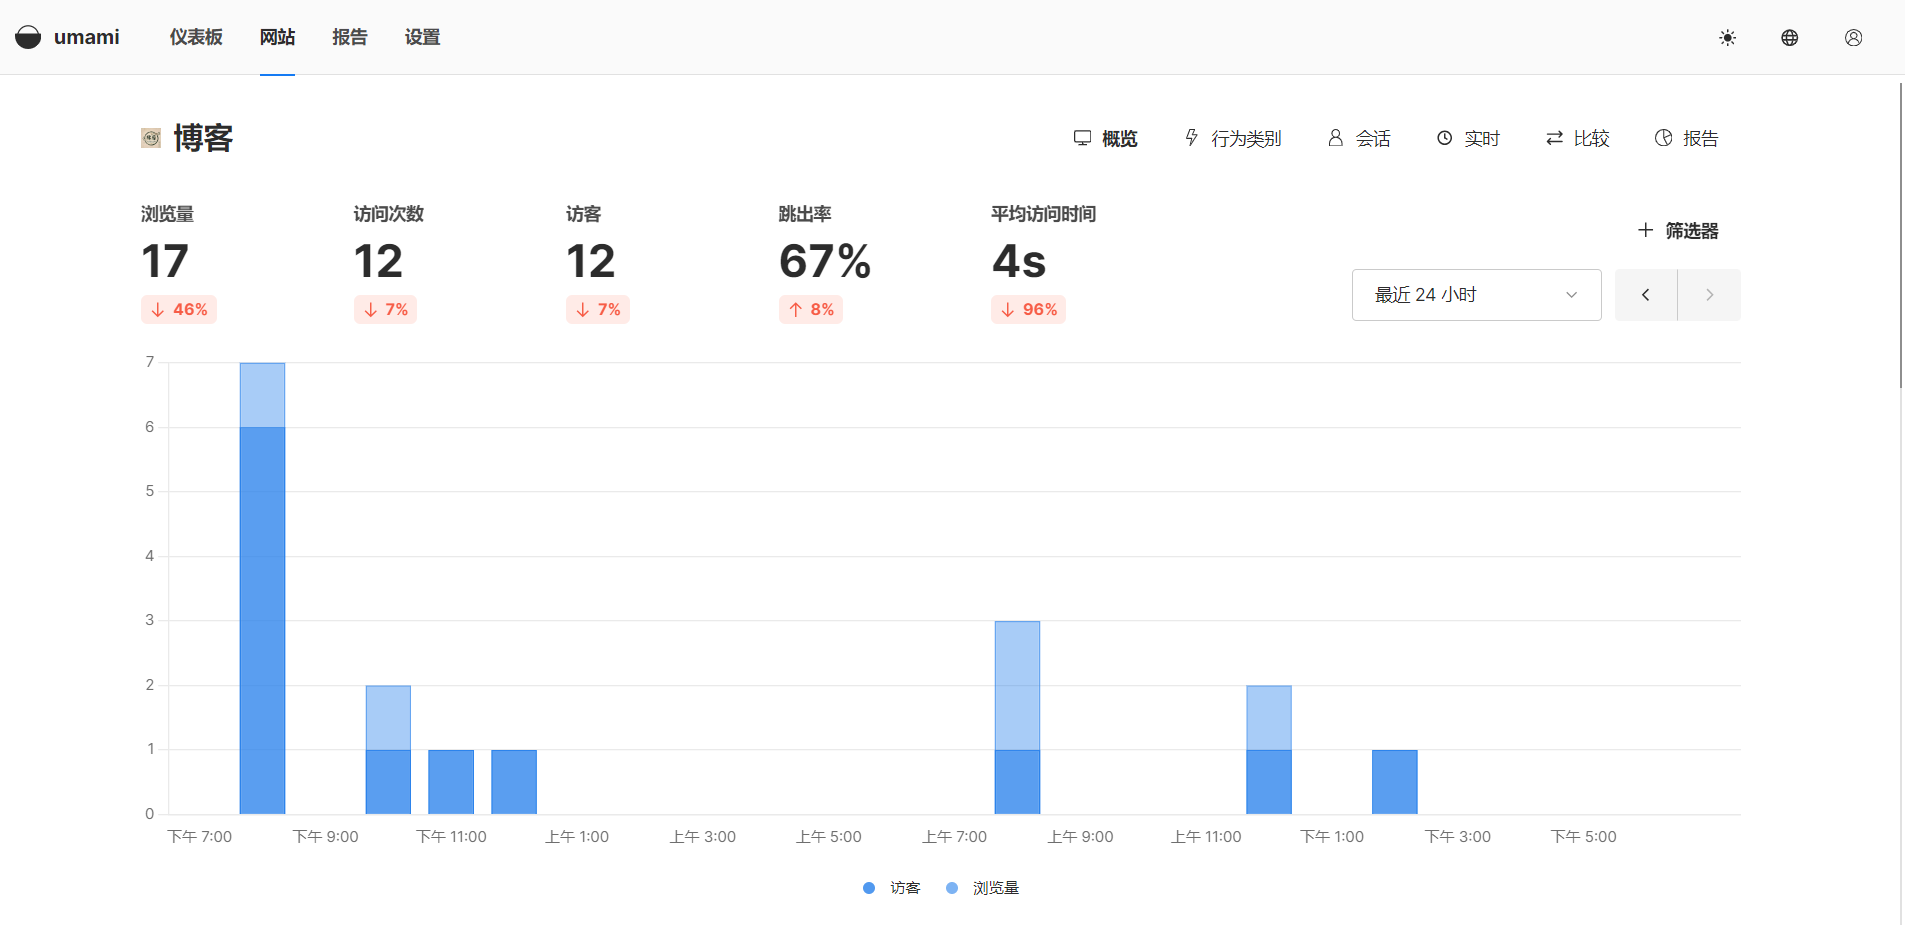 umami 仪表板 网站 报告 设置
博客 概览 行为类别 会话 实时 比较 报告
浏览量 访问次数 访客 跳出率 平均访问时间
筛选器
17 12 12 67% 4s
最近 24 小时
46% 7% 7% 8% 96%
7
6
5
4
3
2
1
0
下午 7:00 下午 9:00 下午 11:00 上午 1:00 上午 3:00 上午 5:00 上午 7:00 上午 9:00 上午 11:00 下午 1:00 下午 3:00 下午 5:00
访客 浏览量